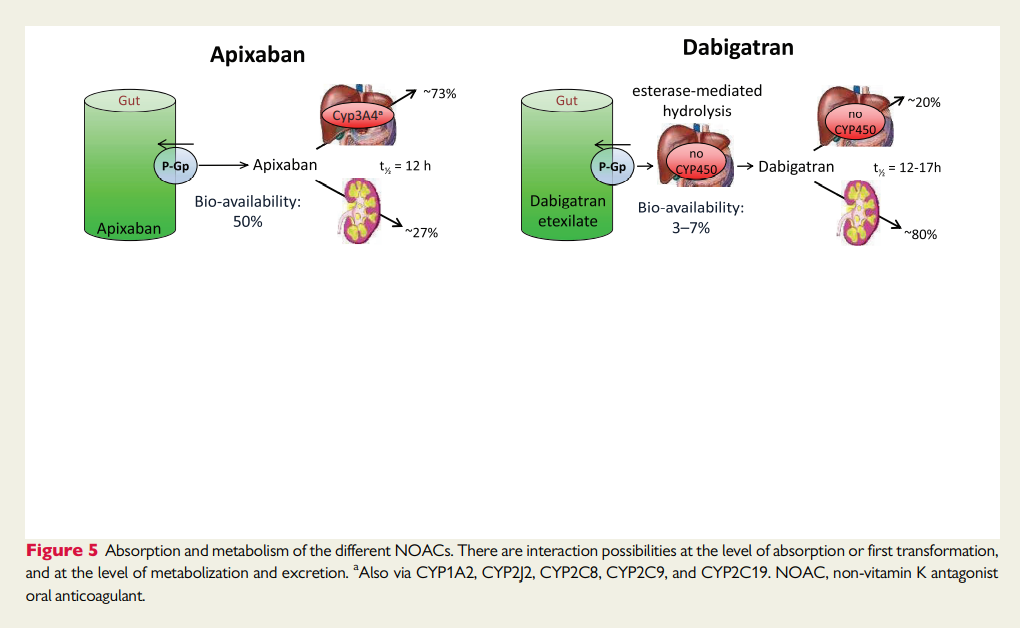 Apixaban
Gut
P-Gp
Apixaban
Apixaban
Bio-availability:
50%
Cyp3A4ᵃ
~73%
t½ = 12 h
~27%
Dabigatran
Gut
P-Gp
Dabigatran
etexilate
esterase-mediated
hydrolysis
no
CYP450
Bio-availability:
3–7%
Dabigatran
no
CYP450
~20%
t½ = 12-17h
~80%
Figure 5 Absorption and metabolism of the different NOACs. There are interaction possibilities at the level of absorption or first transformation,
and at the level of metabolization and excretion. ᵃAlso via CYP1A2, CYP2J2, CYP2C8, CYP2C9, and CYP2C19. NOAC, non-vitamin K antagonist
oral anticoagulant.